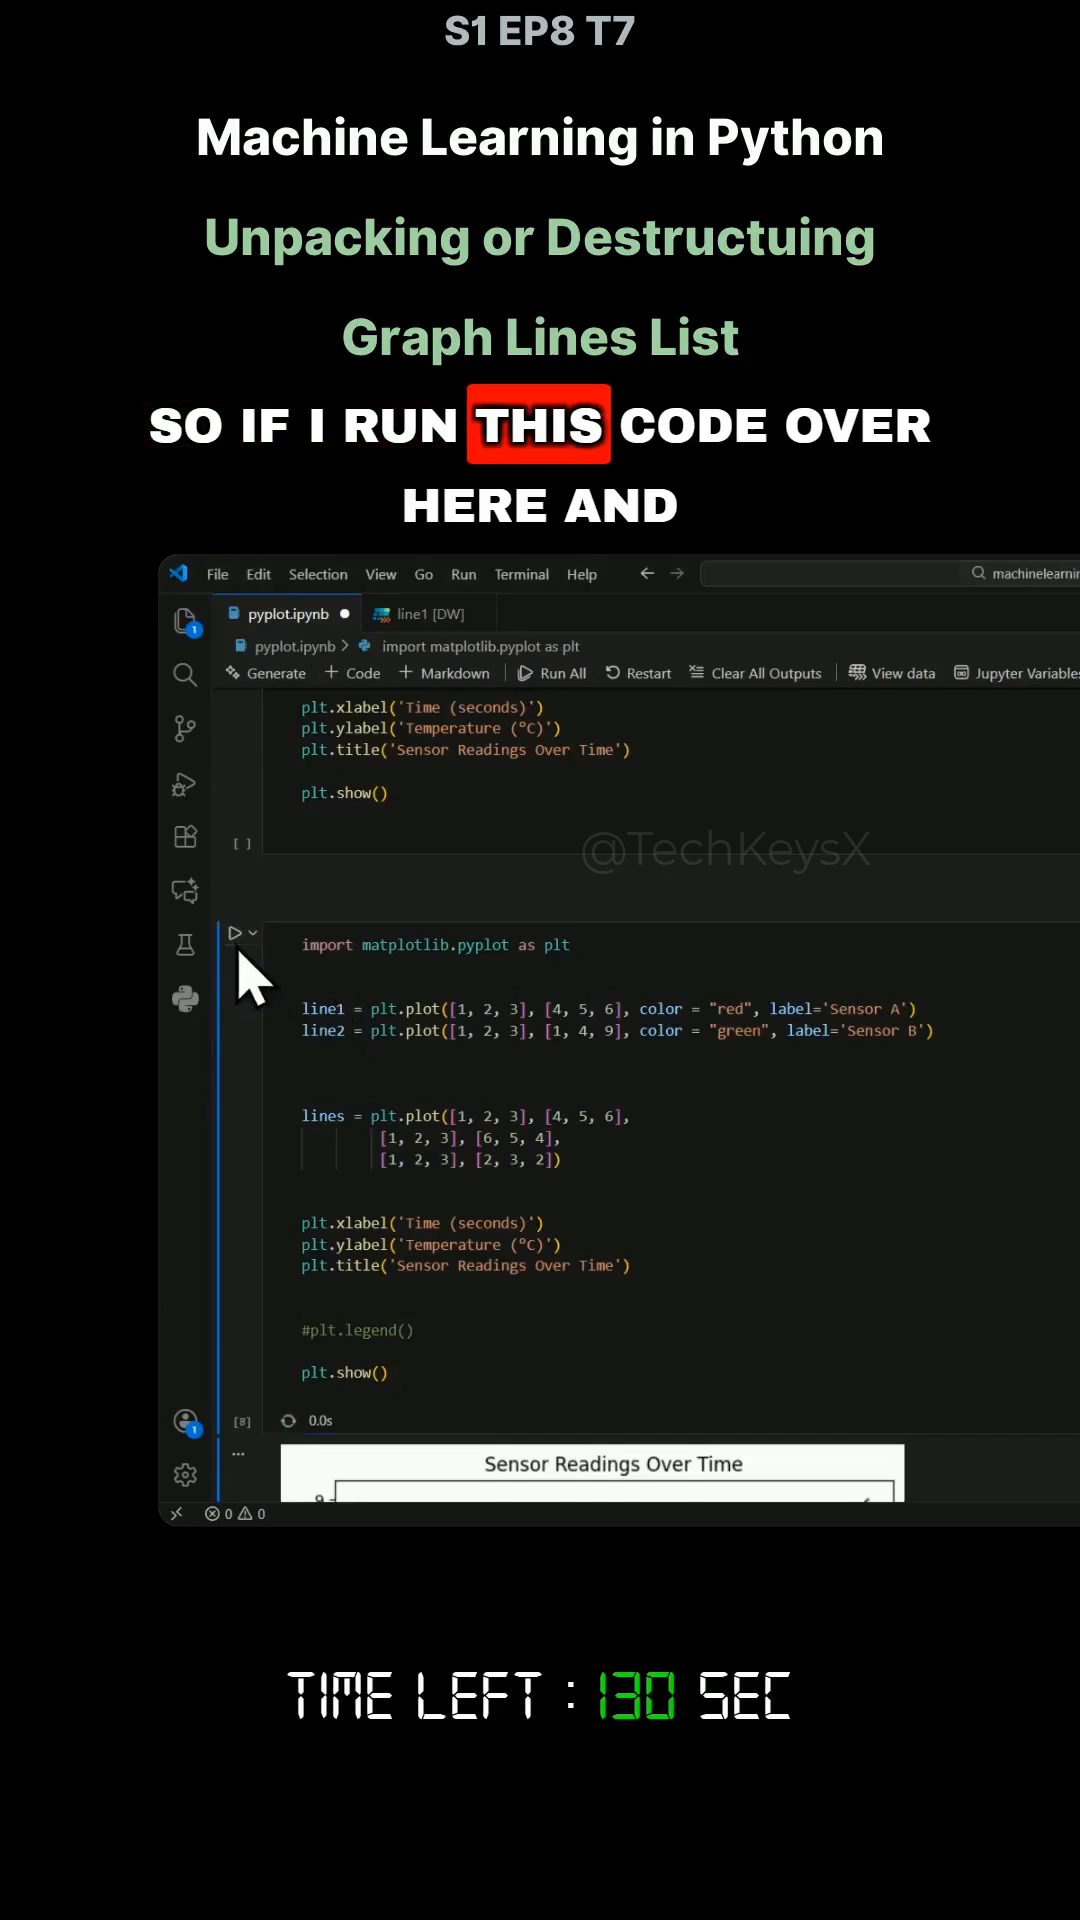 S1 EP8 T7
Machine Learning in Python
Unpacking or Destructuing
Graph Lines List
SO IF I RUN THIS CODE OVER
HERE AND
File Edit Selection View Go Run Terminal Help machinelearnin
pyplot.ipynb line1 [DW]
pyplot.ipynb > import matplotlib.pyplot as plt
Generate + Code + Markdown Run All Restart Clear All Outputs View data Jupyter Variables
plt.xlabel('Time (seconds)')
plt.ylabel('Temperature (°C)')
plt.title('Sensor Readings Over Time')
plt.show()
[ ]
@TechKeysX
import matplotlib.pyplot as plt
line1 = plt.plot([1, 2, 3], [4, 5, 6], color = "red", label='Sensor A')
line2 = plt.plot([1, 2, 3], [1, 4, 9], color = "green", label='Sensor B')
lines = plt.plot([1, 2, 3], [4, 5, 6],
[1, 2, 3], [6, 5, 4],
[1, 2, 3], [2, 3, 2])
plt.xlabel('Time (seconds)')
plt.ylabel('Temperature (°C)')
plt.title('Sensor Readings Over Time')
#plt.legend()
plt.show()
[8] 0.0s
...
Sensor Readings Over Time
9
0 0
TIME LEFT : 130 SEC